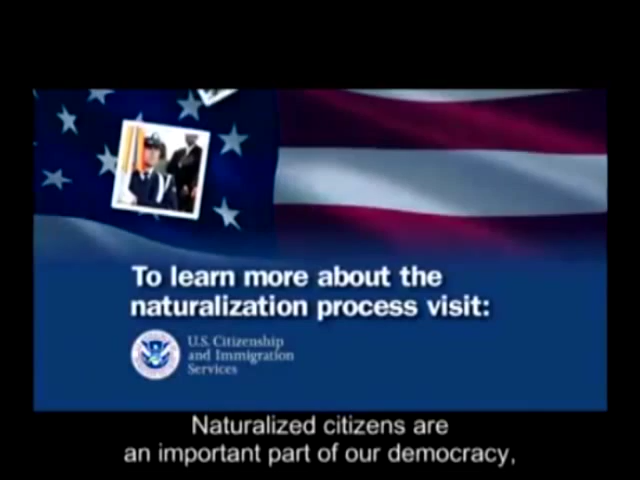 To learn more about the
naturalization process visit:
U.S. Citizenship
and Immigration
Services
Naturalized citizens are
an important part of our democracy,